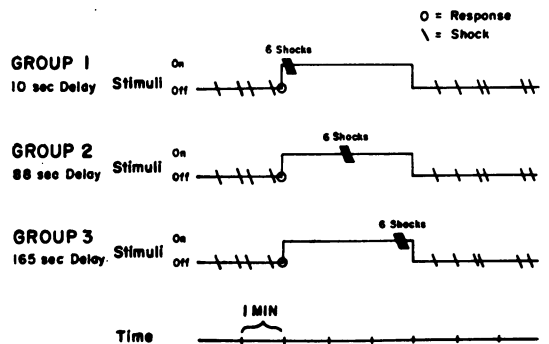 O = Response
\ = Shock
GROUP 1
10 sec Delay
Stimuli
On
Off
6 Shocks
GROUP 2
88 sec Delay
Stimuli
On
Off
6 Shocks
GROUP 3
165 sec Delay
Stimuli
On
Off
6 Shocks
1 MIN
Time